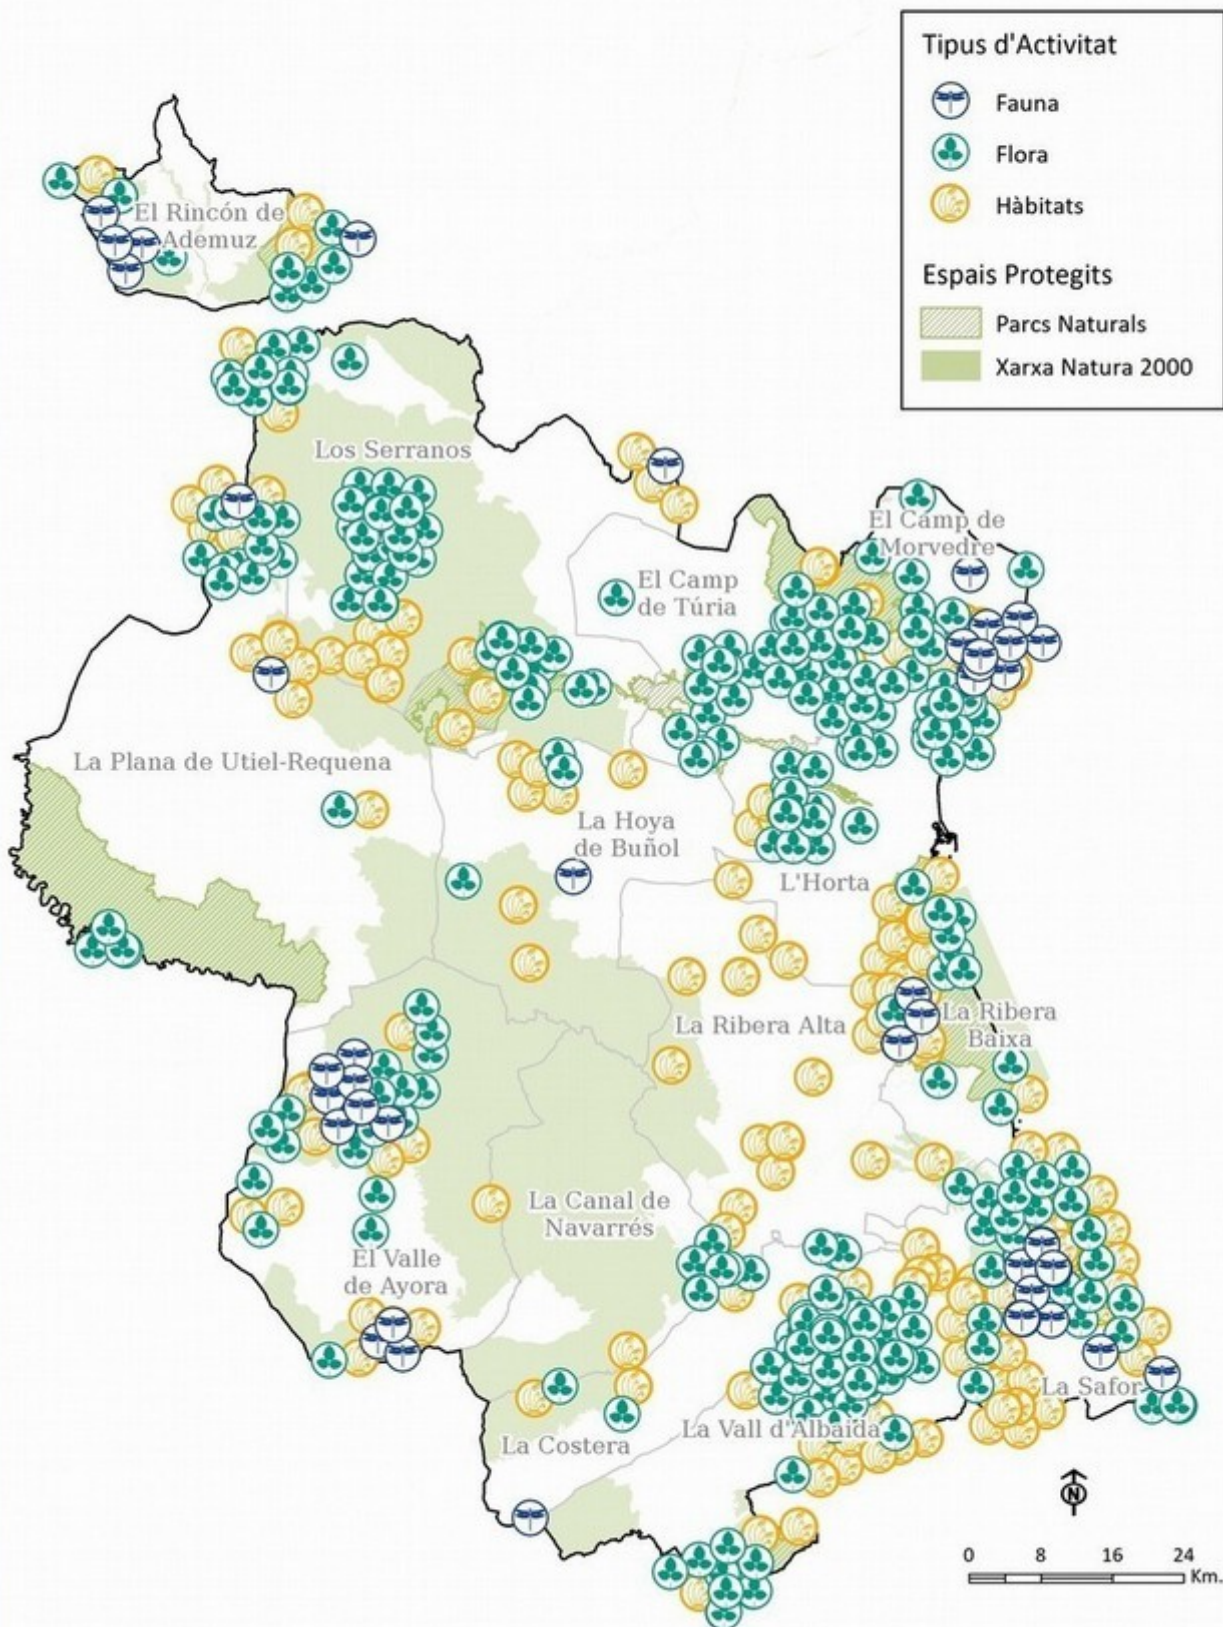 Tipus d'Activitat
Fauna
Flora
Hàbitats
Espais Protegits
Parcs Naturals
Xarxa Natura 2000
El Rincón de
Ademuz
Los Serranos
El Camp de
Morvedre
El Camp
de Túria
La Plana de Utiel-Requena
La Hoya
de Buñol
L'Horta
La Ribera Alta
La Ribera
Baixa
La Canal de
Navarrés
El Valle
de Ayora
La Safor
La Vall d'Albaida
La Costera
N
0 8 16 24
Km.